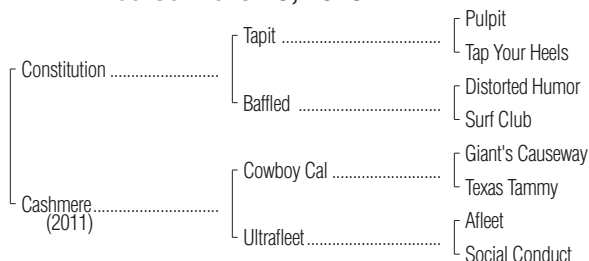 Pulpit
Tapit
Tap Your Heels
Constitution
Distorted Humor
Baffled
Surf Club
Giant's Causeway
Cowboy Cal
Texas Tammy
Cashmere
(2011)
Afleet
Ultrafleet
Social Conduct